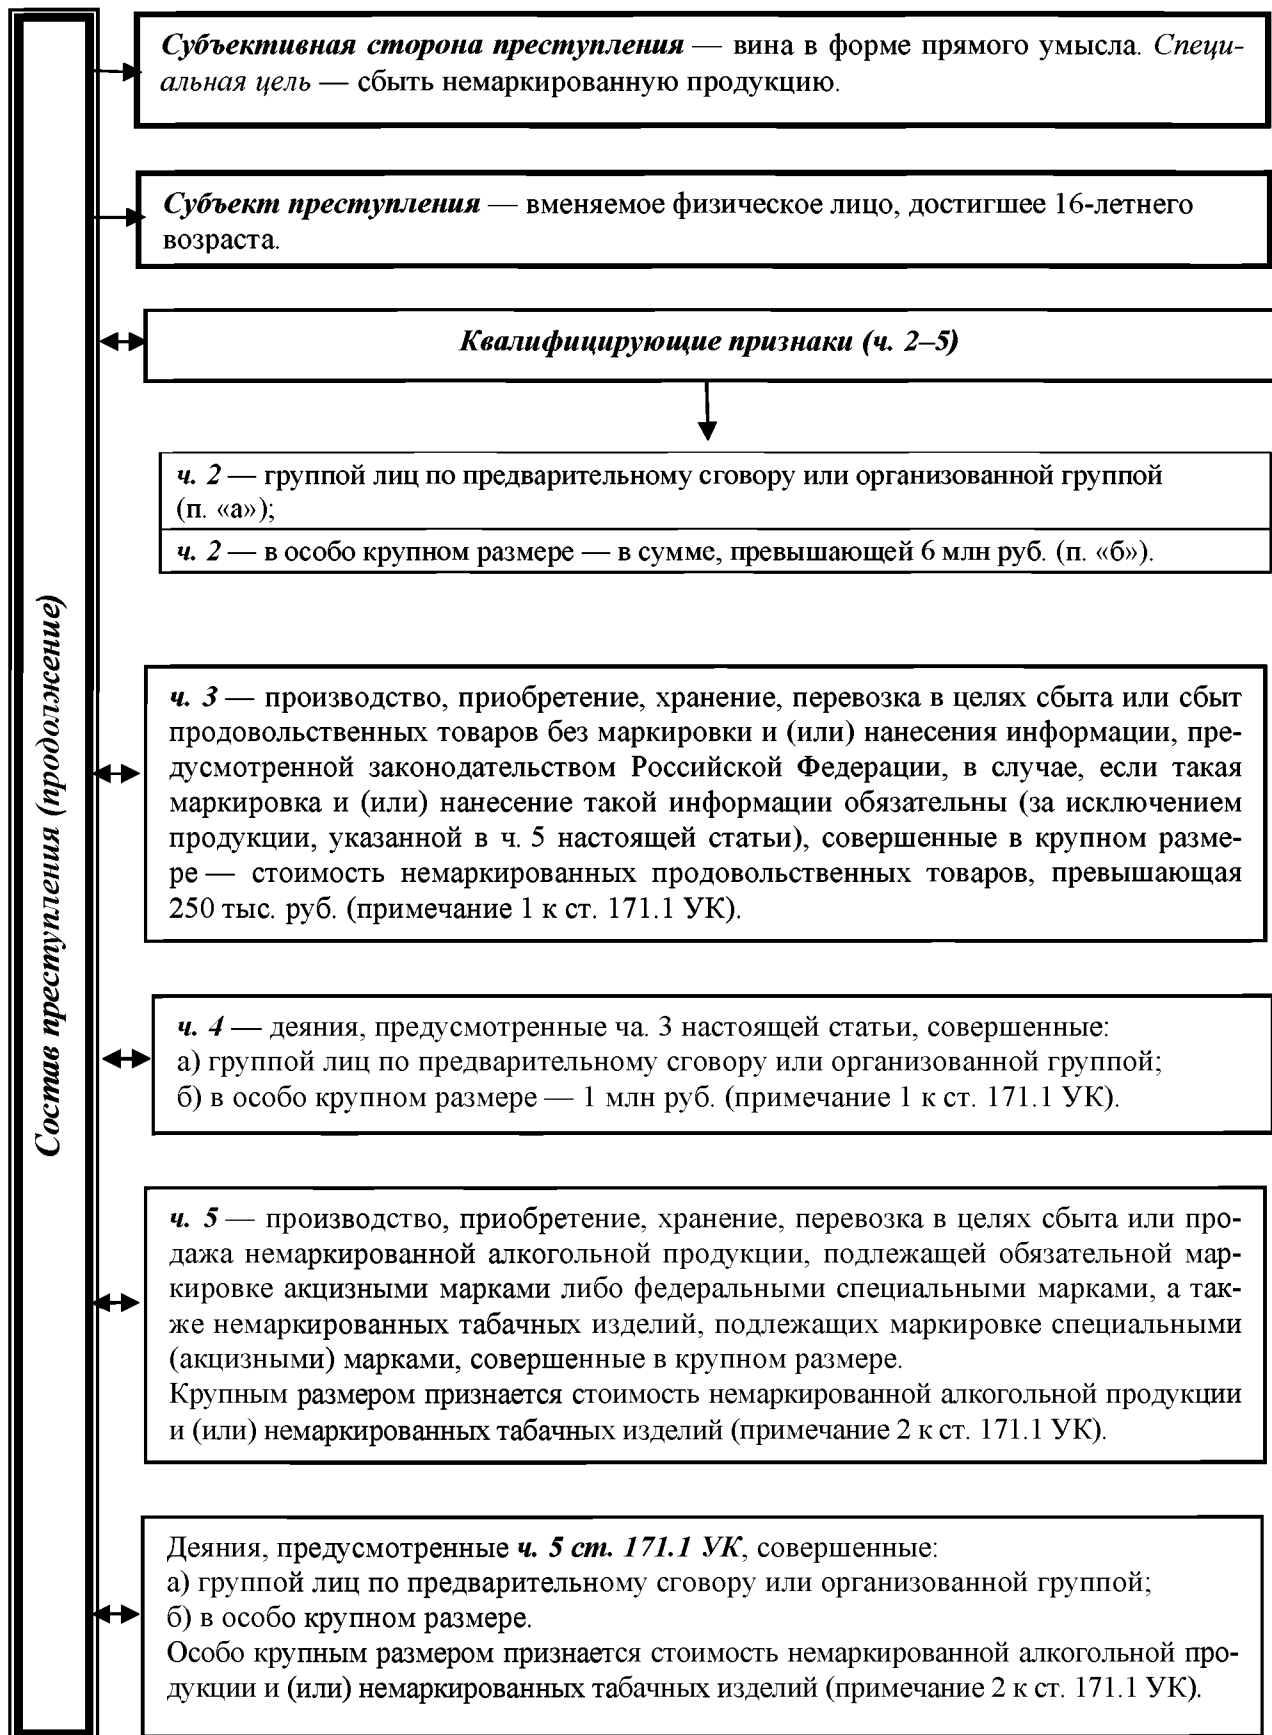 Состав преступления (продолжение)
Субъективная сторона преступления — вина в форме прямого умысла. Специ-
альная цель — сбыть немаркированную продукцию.
Субъект преступления — вменяемое физическое лицо, достигшее 16-летнего
возраста.
Квалифицирующие признаки (ч. 2–5)
ч. 2 — группой лиц по предварительному сговору или организованной группой
(п. «а»);
ч. 2 — в особо крупном размере — в сумме, превышающей 6 млн руб. (п. «б»).
ч. 3 — производство, приобретение, хранение, перевозка в целях сбыта или сбыт
продовольственных товаров без маркировки и (или) нанесения информации, пре-
дусмотренной законодательством Российской Федерации, в случае, если такая
маркировка и (или) нанесение такой информации обязательны (за исключением
продукции, указанной в ч. 5 настоящей статьи), совершенные в крупном разме-
ре — стоимость немаркированных продовольственных товаров, превышающая
250 тыс. руб. (примечание 1 к ст. 171.1 УК).
ч. 4 — деяния, предусмотренные ча. 3 настоящей статьи, совершенные:
а) группой лиц по предварительному сговору или организованной группой;
б) в особо крупном размере — 1 млн руб. (примечание 1 к ст. 171.1 УК).
ч. 5 — производство, приобретение, хранение, перевозка в целях сбыта или про-
дажа немаркированной алкогольной продукции, подлежащей обязательной мар-
кировке акцизными марками либо федеральными специальными марками, а так-
же немаркированных табачных изделий, подлежащих маркировке специальными
(акцизными) марками, совершенные в крупном размере.
Крупным размером признается стоимость немаркированной алкогольной продукции
и (или) немаркированных табачных изделий (примечание 2 к ст. 171.1 УК).
Деяния, предусмотренные ч. 5 ст. 171.1 УК, совершенные:
а) группой лиц по предварительному сговору или организованной группой;
б) в особо крупном размере.
Особо крупным размером признается стоимость немаркированной алкогольной про-
дукции и (или) немаркированных табачных изделий (примечание 2 к ст. 171.1 УК).